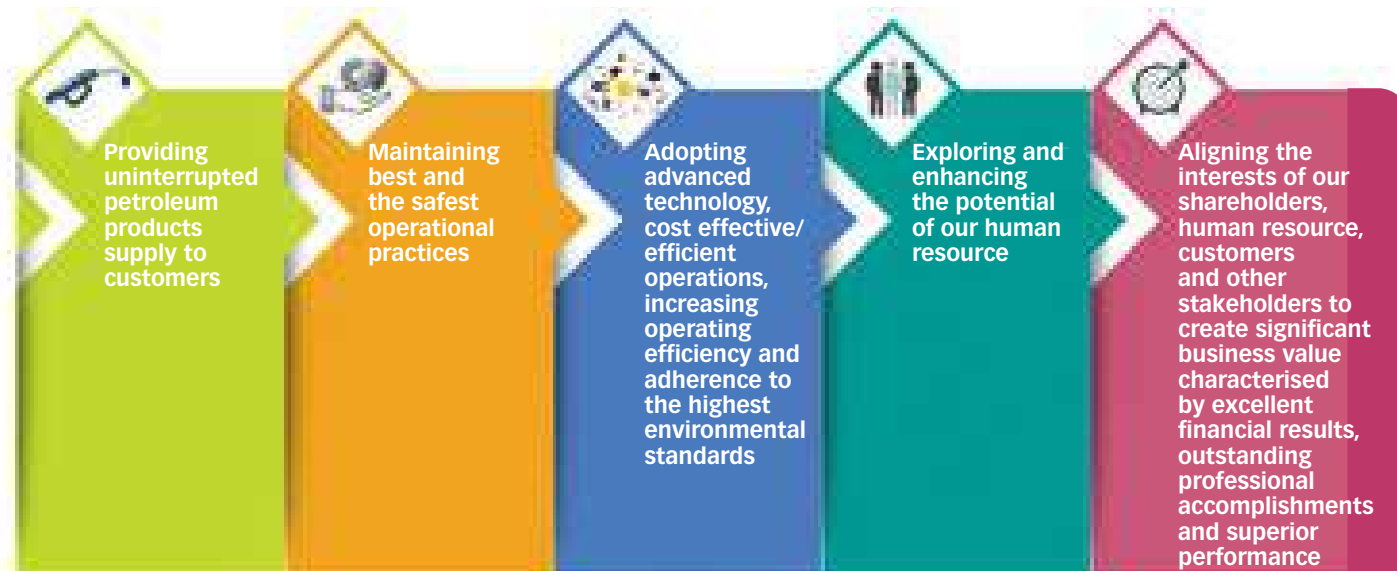 Providing
uninterrupted
petroleum
products
supply to
customers
Maintaining
best and
the safest
operational
practices
Adopting
advanced
technology,
cost effective/
efficient
operations,
increasing
operating
efficiency and
adherence to
the highest
environmental
standards
Exploring and
enhancing
the potential
of our human
resource
Aligning the
interests of our
shareholders,
human resource,
customers
and other
stakeholders to
create significant
business value
characterised
by excellent
financial results,
outstanding
professional
accomplishments
and superior
performance